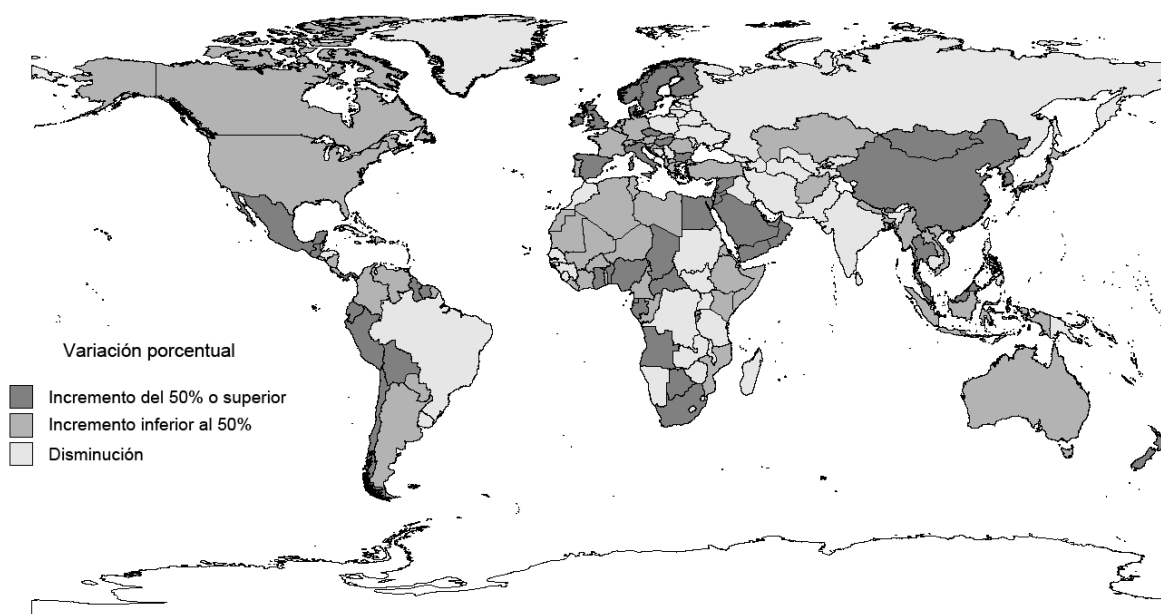 Variación porcentual
Incremento del 50% o superior
Incremento inferior al 50%
Disminución